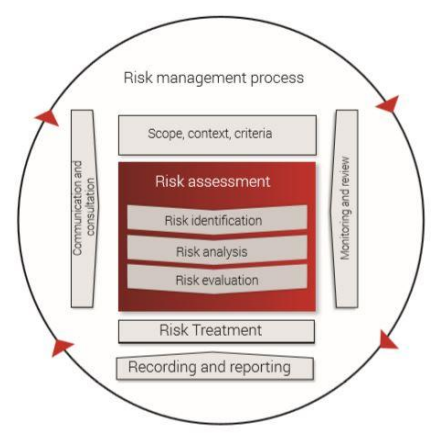 Risk management process
Scope, context, criteria
Communication and
consultation
Risk assessment
Risk identification
Risk analysis
Risk evaluation
Monitoring and review
Risk Treatment
Recording and reporting